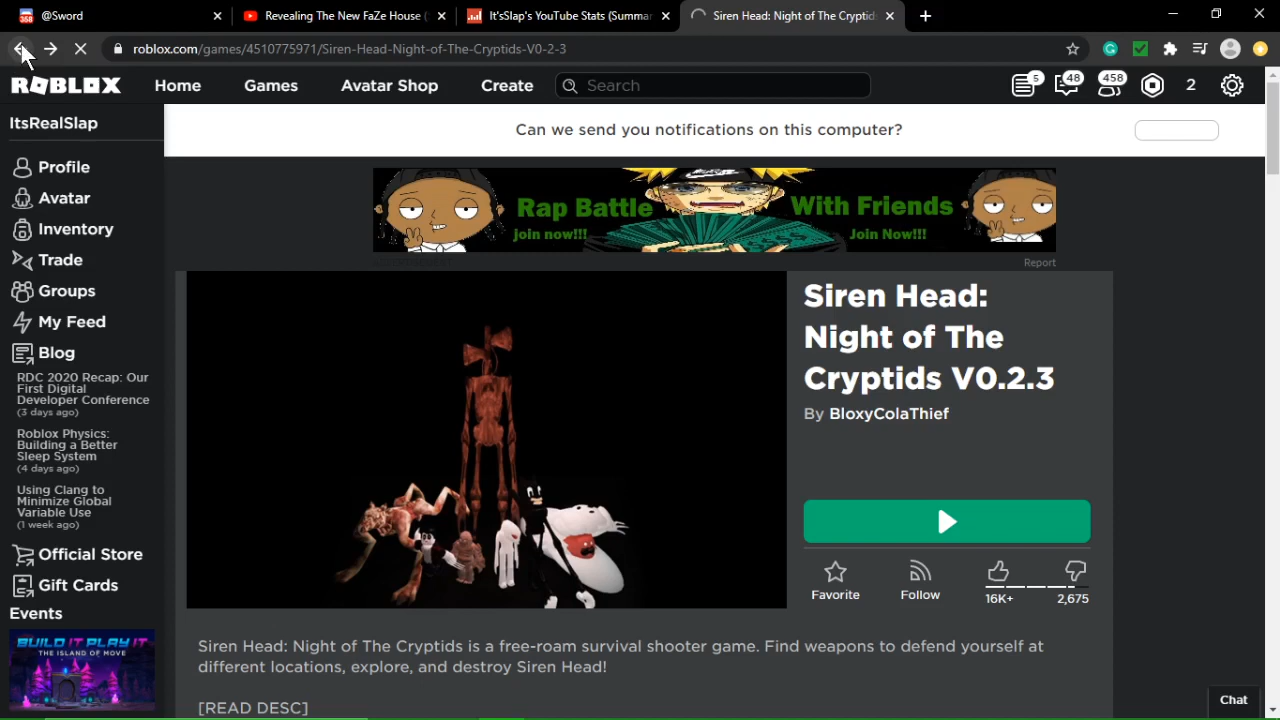 @Sword
Revealing The New FaZe House (
It'sSlap's YouTube Stats (Summar
Siren Head: Night of The Cryptids
358
roblox.com/games/4510775971/Siren-Head-Night-of-The-Cryptids-V0-2-3
ROBLOX
Home
Games
Avatar Shop
Create
Search
5
48
458
2
ItsRealSlap
Can we send you notifications on this computer?
Profile
Avatar
Inventory
Trade
Groups
My Feed
Blog
RDC 2020 Recap: Our
First Digital
Developer Conference
(3 days ago)
Roblox Physics:
Building a Better
Sleep System
(4 days ago)
Using Clang to
Minimize Global
Variable Use
(1 week ago)
Official Store
Gift Cards
Events
BUILD IT PLAY IT
THE ISLAND OF MOVE
Rap Battle
join now!!!
With Friends
Join Now!!!
ADVERTISEMENT
Report
Siren Head:
Night of The
Cryptids V0.2.3
By BloxyColaThief
Favorite
Follow
16K+
2,675
Siren Head: Night of The Cryptids is a free-roam survival shooter game. Find weapons to defend yourself at
different locations, explore, and destroy Siren Head!
[READ DESC]
Chat